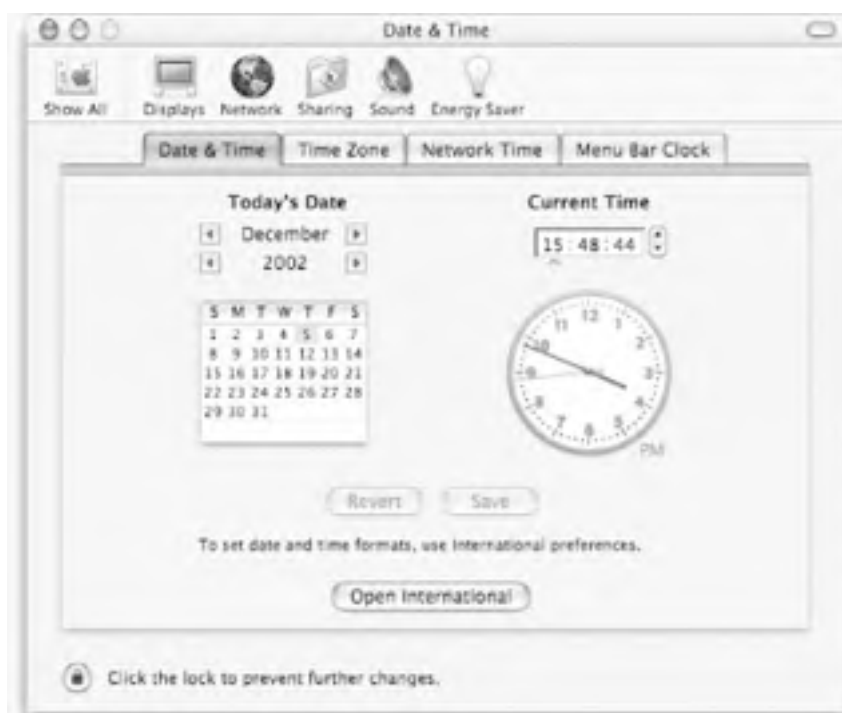 Date & Time
Show All Displays Network Sharing Sound Energy Saver
Date & Time Time Zone Network Time Menu Bar Clock
Today's Date
December
2002
S M T W T F S
1 2 3 4 5 6 7
8 9 10 11 12 13 14
15 16 17 18 19 20 21
22 23 24 25 26 27 28
29 30 31
Current Time
15:48:44
12
1
2
3
4
5
6
7
8
9
10
11
PM
Revert Save
To set date and time formats, use International preferences.
Open International
Click the lock to prevent further changes.